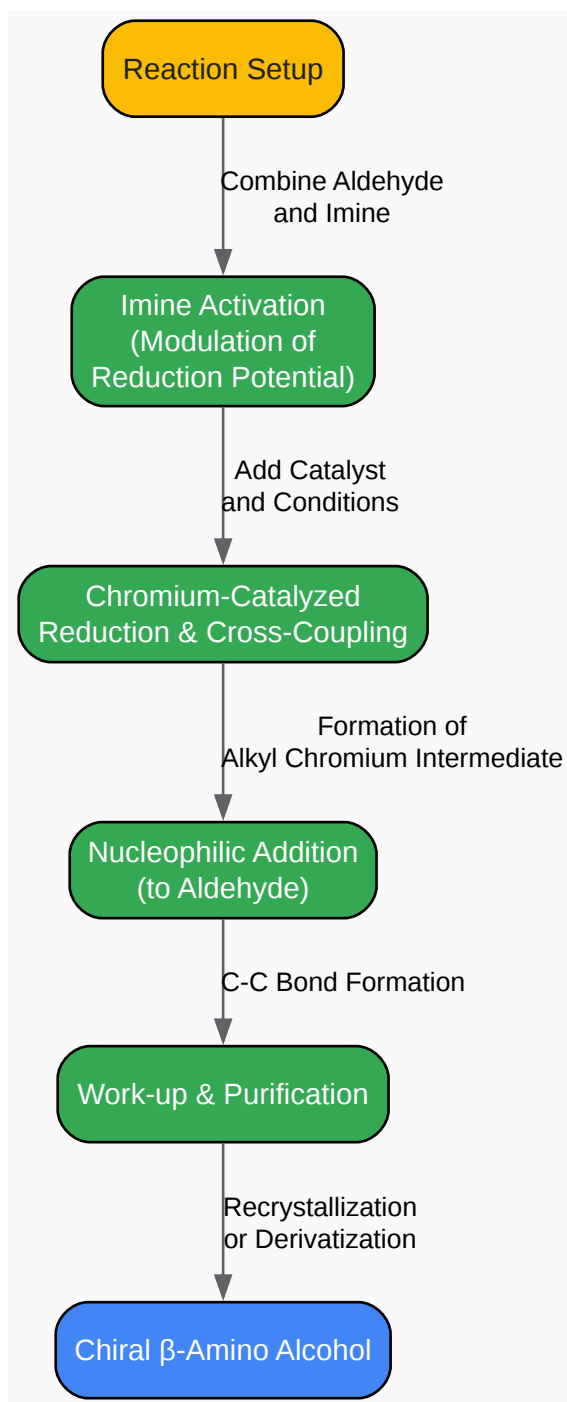 Reaction Setup
Combine Aldehyde
and Imine
Imine Activation
(Modulation of
Reduction Potential)
Add Catalyst
and Conditions
Chromium-Catalyzed
Reduction & Cross-Coupling
Formation of
Alkyl Chromium Intermediate
Nucleophilic Addition
(to Aldehyde)
C-C Bond Formation
Work-up & Purification
Recrystallization
or Derivatization
Chiral β-Amino Alcohol